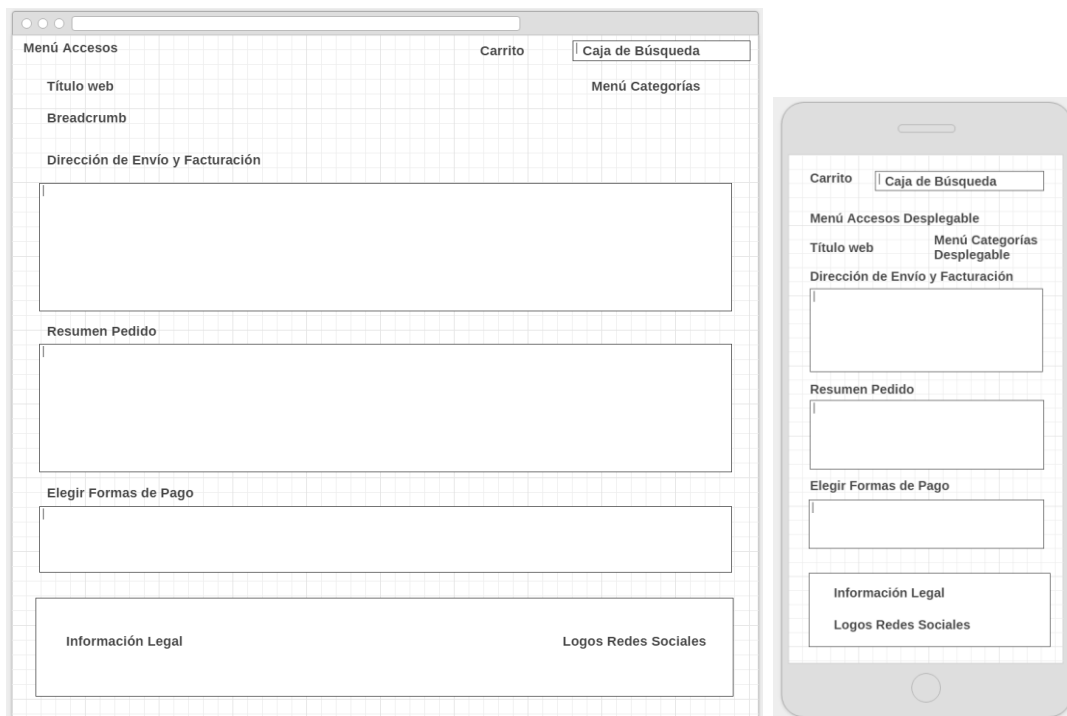 Menú Accesos
Carrito
Caja de Búsqueda
Título web
Menú Categorías
Breadcrumb
Dirección de Envío y Facturación
Resumen Pedido
Elegir Formas de Pago
Información Legal
Logos Redes Sociales
Carrito
Caja de Búsqueda
Menú Accesos Desplegable
Título web
Menú Categorías
Desplegable
Dirección de Envío y Facturación
Resumen Pedido
Elegir Formas de Pago
Información Legal
Logos Redes Sociales